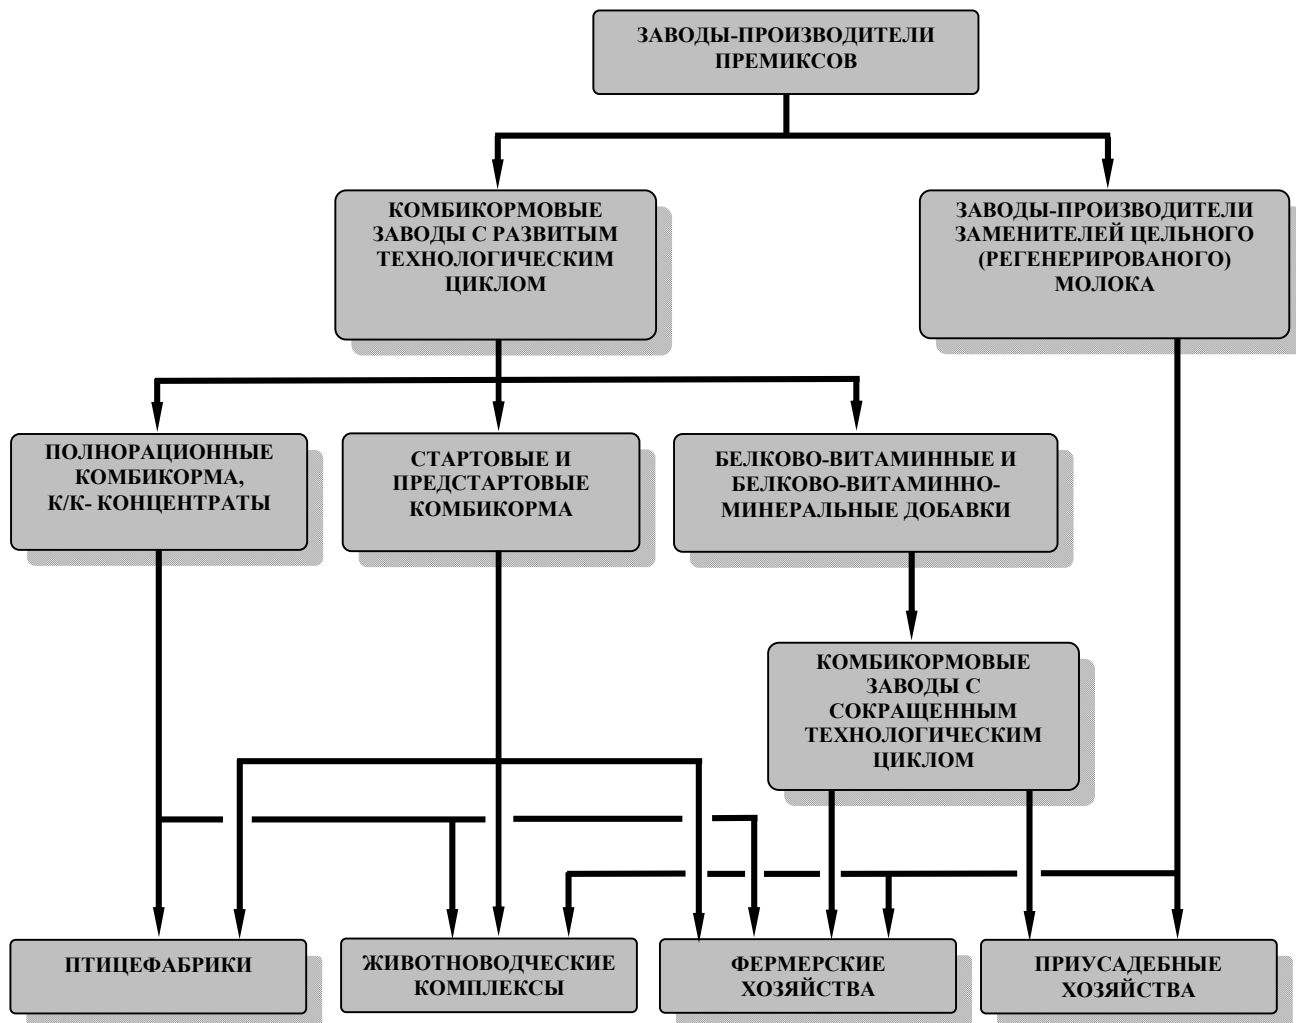 ЗАВОДЫ-ПРОИЗВОДИТЕЛИ
ПРЕМИКСОВ
КОМБИКОРМОВЫЕ
ЗАВОДЫ С РАЗВИТЫМ
ТЕХНОЛОГИЧЕСКИМ
ЦИКЛОМ
ЗАВОДЫ-ПРОИЗВОДИТЕЛИ
ЗАМЕНИТЕЛЕЙ ЦЕЛЬНОГО
(РЕГЕНЕРИРОВАНОГО)
МОЛОКА
ПОЛНОРАЦИОННЫЕ
КОМБИКОРМА,
К/К- КОНЦЕНТРАТЫ
СТАРТОВЫЕ И
ПРЕДСТАРТОВЫЕ
КОМБИКОРМА
БЕЛКОВО-ВИТАМИННЫЕ И
БЕЛКОВО-ВИТАМИННО-
МИНЕРАЛЬНЫЕ ДОБАВКИ
КОМБИКОРМОВЫЕ
ЗАВОДЫ С
СОКРАЩЕННЫМ
ТЕХНОЛОГИЧЕСКИМ
ЦИКЛОМ
ПТИЦЕФАБРИКИ
ЖИВОТНОВОДЧЕСКИЕ
КОМПЛЕКСЫ
ФЕРМЕРСКИЕ
ХОЗЯЙСТВА
ПРИУСАДЕБНЫЕ
ХОЗЯЙСТВА